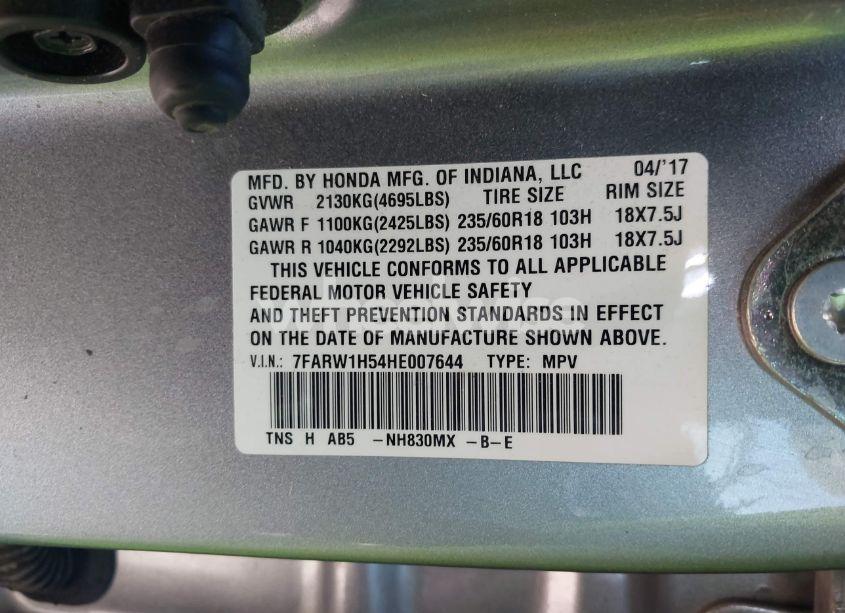 MFD. BY HONDA MFG. OF INDIANA, LLC 04/'17
GVWR 2130KG(4695LBS) TIRE SIZE RIM SIZE
GAWR F 1100KG(2425LBS) 235/60R18 103H 18X7.5J
GAWR R 1040KG(2292LBS) 235/60R18 103H 18X7.5J
THIS VEHICLE CONFORMS TO ALL APPLICABLE
FEDERAL MOTOR VEHICLE SAFETY
AND THEFT PREVENTION STANDARDS IN EFFECT
ON THE DATE OF MANUFACTURE SHOWN ABOVE.
V.I.N.: 7FARW1H54HE007644 TYPE: MPV
TNS H AB5 -NH830MX -B-E